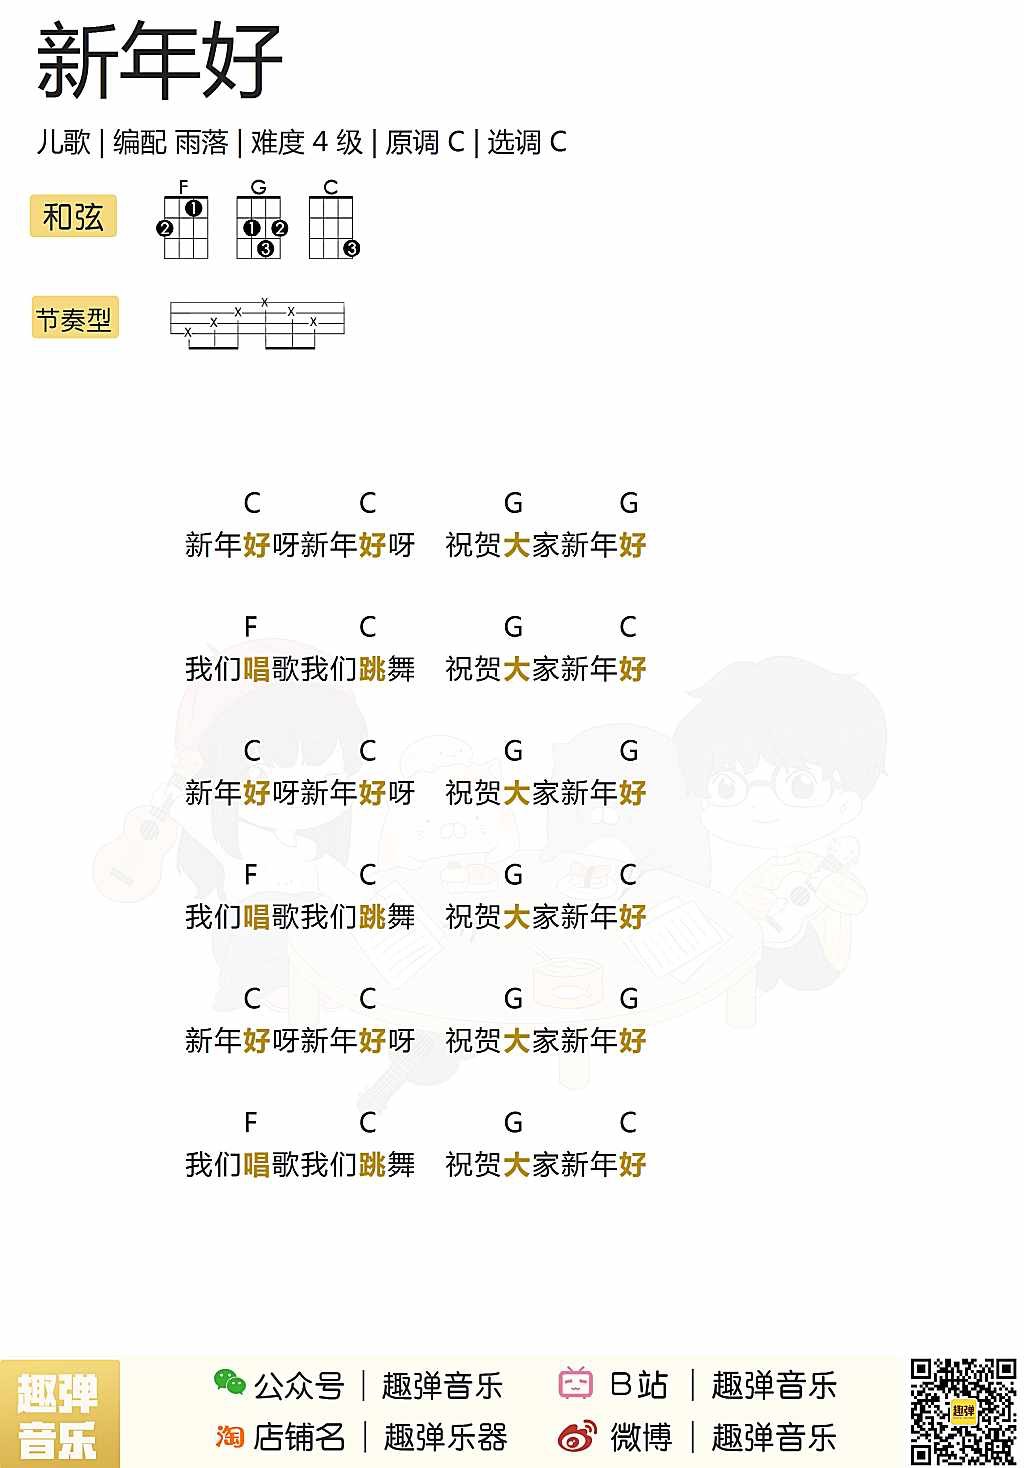 新年好
儿歌 | 编配 雨落 | 难度 4 级 | 原调 C | 选调 C
和弦 F G C
1 2 1 2 3 3
节奏型
X X X X X X
C C G G
新年好呀新年好呀 祝贺大家新年好
F C G C
我们唱歌我们跳舞 祝贺大家新年好
C C G G
新年好呀新年好呀 祝贺大家新年好
F C G C
我们唱歌我们跳舞 祝贺大家新年好
C C G G
新年好呀新年好呀 祝贺大家新年好
F C G C
我们唱歌我们跳舞 祝贺大家新年好
趣弹
音乐
公众号 | 趣弹音乐 B站 | 趣弹音乐
淘 店铺名 | 趣弹乐器 微博 | 趣弹音乐
趣弹